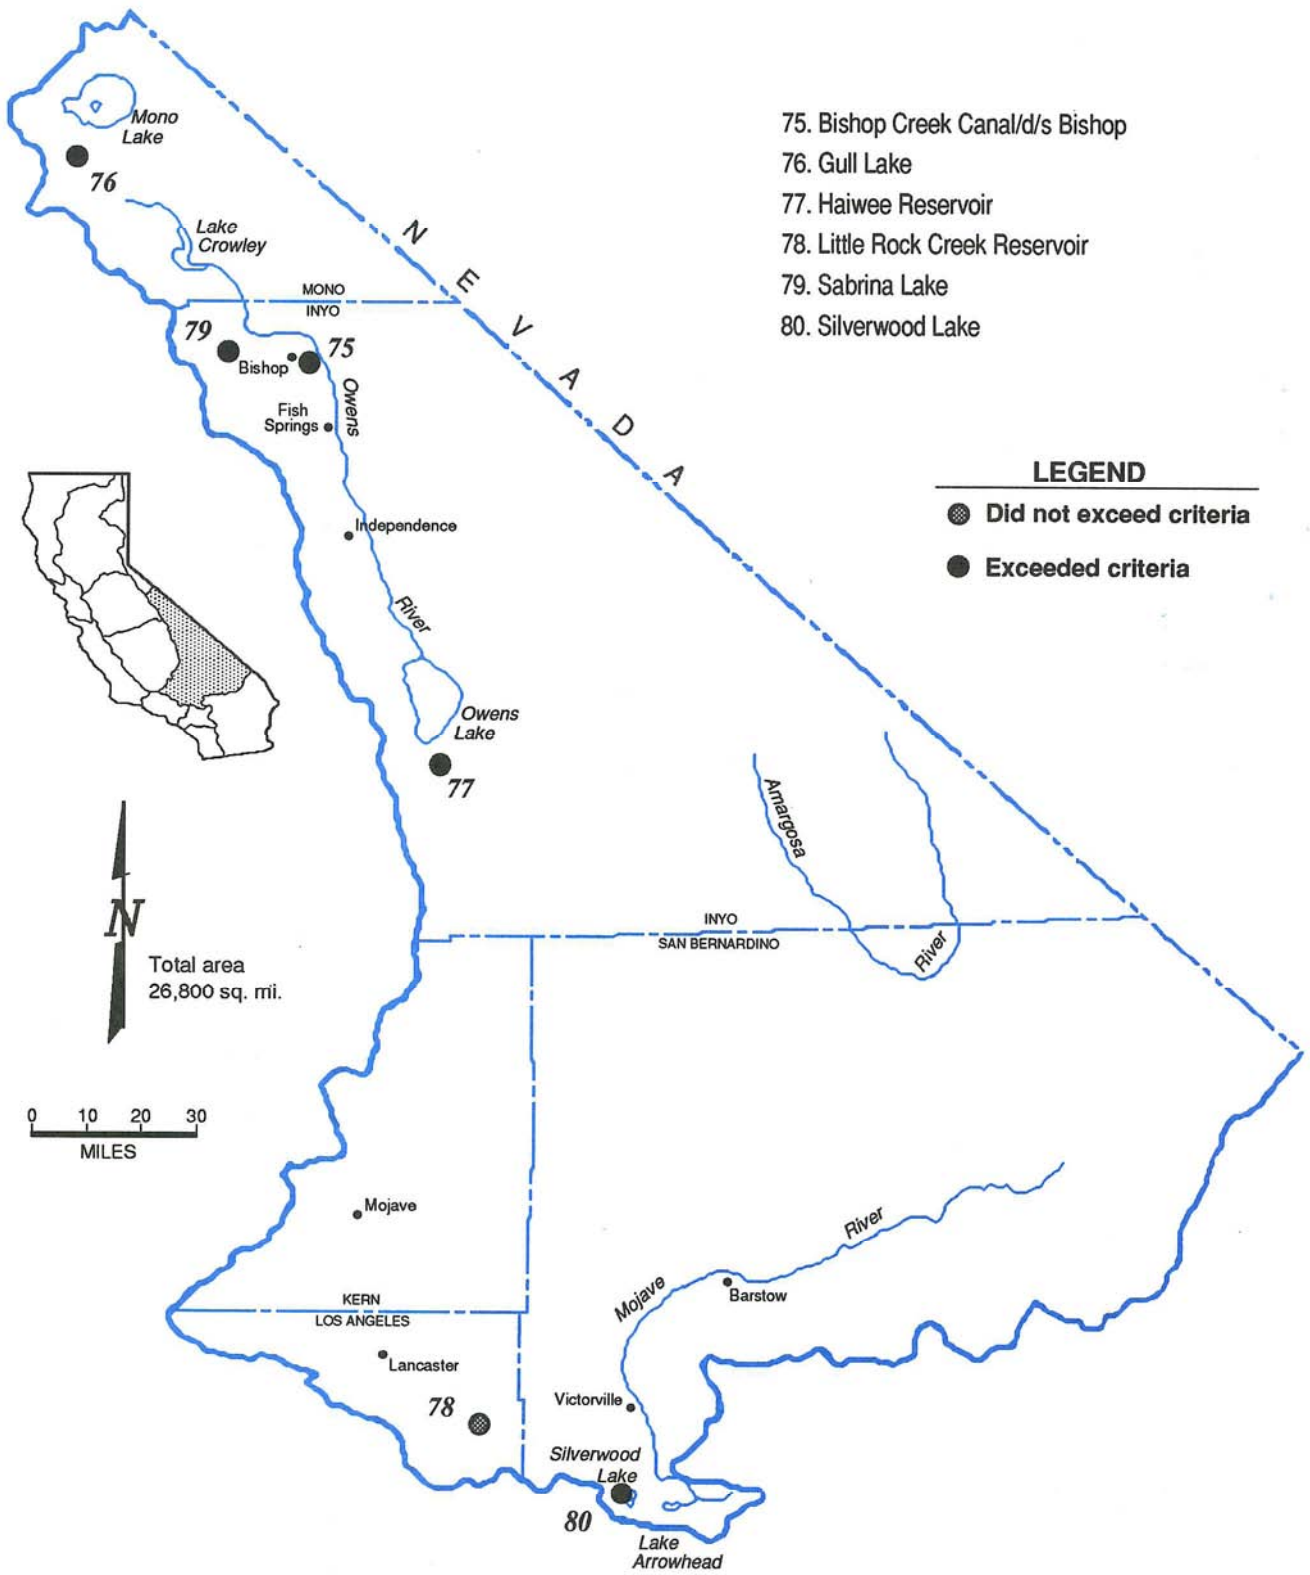 Mono
Lake
76
Lake
Crowley
MONO
INYO
79
Bishop
75
Fish
Springs
Owens
Independence
River
Owens
Lake
77
N E V A D A
75. Bishop Creek Canal/d/s Bishop
76. Gull Lake
77. Haiwee Reservoir
78. Little Rock Creek Reservoir
79. Sabrina Lake
80. Silverwood Lake
LEGEND
Did not exceed criteria
Exceeded criteria
Amargosa
River
INYO
SAN BERNARDINO
N
Total area
26,800 sq. mi.
0 10 20 30
MILES
Mojave
KERN
LOS ANGELES
Lancaster
78
Mojave
River
Barstow
Victorville
Silverwood
Lake
80
Lake
Arrowhead